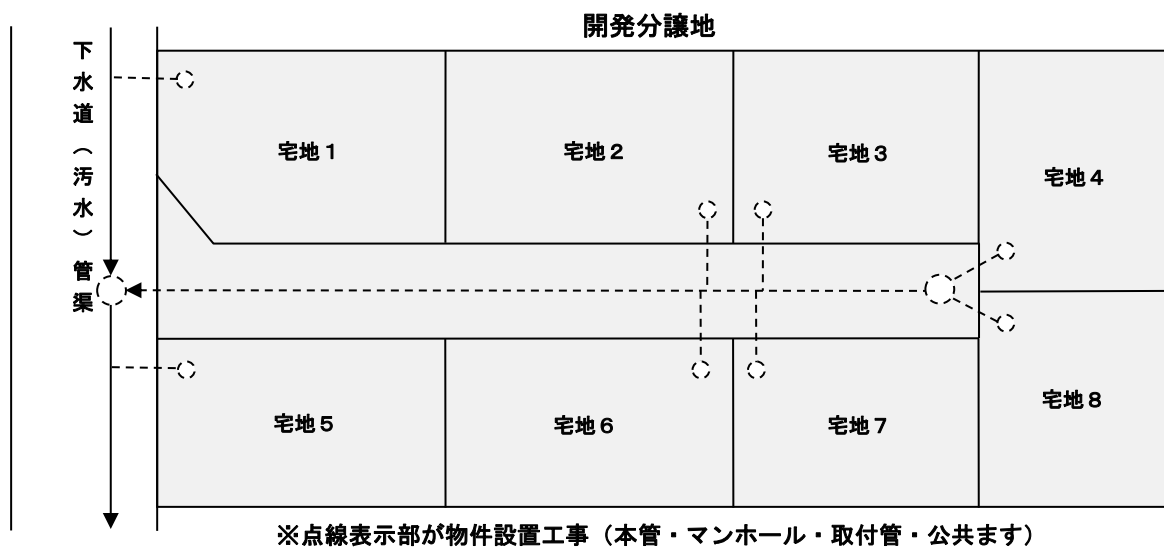 開発分譲地
下水道（汚水）管渠
宅地１
宅地２
宅地３
宅地４
宅地５
宅地６
宅地７
宅地８
※点線表示部が物件設置工事（本管・マンホール・取付管・公共ます）